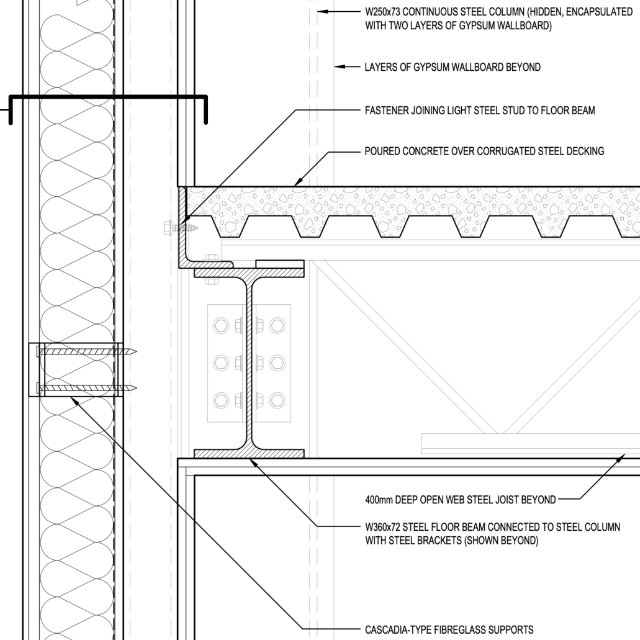 W250x73 CONTINUOUS STEEL COLUMN (HIDDEN, ENCAPSULATED
WITH TWO LAYERS OF GYPSUM WALLBOARD)
LAYERS OF GYPSUM WALLBOARD BEYOND
FASTENER JOINING LIGHT STEEL STUD TO FLOOR BEAM
POURED CONCRETE OVER CORRUGATED STEEL DECKING
400mm DEEP OPEN WEB STEEL JOIST BEYOND
W360x72 STEEL FLOOR BEAM CONNECTED TO STEEL COLUMN
WITH STEEL BRACKETS (SHOWN BEYOND)
CASCADIA-TYPE FIBREGLASS SUPPORTS